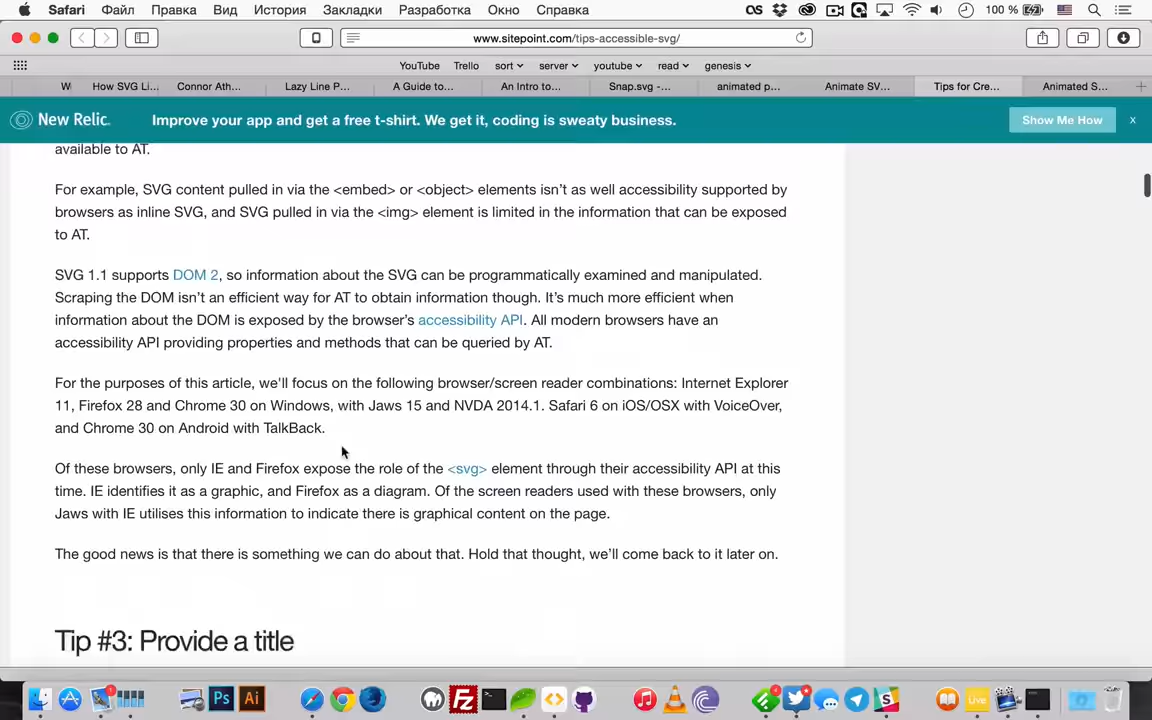 Safari Файл Правка Вид История Закладки Разработка Окно Справка 100 %
www.sitepoint.com/tips-accessible-svg/
YouTube Trello sort server youtube read genesis
W How SVG Li... Connor Ath... Lazy Line P... A Guide to... An Intro to... Snap.svg -... animated p... Animate SV... Tips for Cre... Animated S...
New Relic. Improve your app and get a free t-shirt. We get it, coding is sweaty business. Show Me How x
available to AT.
For example, SVG content pulled in via the <embed> or <object> elements isn't as well accessibility supported by
browsers as inline SVG, and SVG pulled in via the <img> element is limited in the information that can be exposed
to AT.
SVG 1.1 supports DOM 2, so information about the SVG can be programmatically examined and manipulated.
Scraping the DOM isn't an efficient way for AT to obtain information though. It's much more efficient when
information about the DOM is exposed by the browser's accessibility API. All modern browsers have an
accessibility API providing properties and methods that can be queried by AT.
For the purposes of this article, we'll focus on the following browser/screen reader combinations: Internet Explorer
11, Firefox 28 and Chrome 30 on Windows, with Jaws 15 and NVDA 2014.1. Safari 6 on iOS/OSX with VoiceOver,
and Chrome 30 on Android with TalkBack.
Of these browsers, only IE and Firefox expose the role of the <svg> element through their accessibility API at this
time. IE identifies it as a graphic, and Firefox as a diagram. Of the screen readers used with these browsers, only
Jaws with IE utilises this information to indicate there is graphical content on the page.
The good news is that there is something we can do about that. Hold that thought, we'll come back to it later on.
Tip #3: Provide a title
Ps Ai Fz LIVE